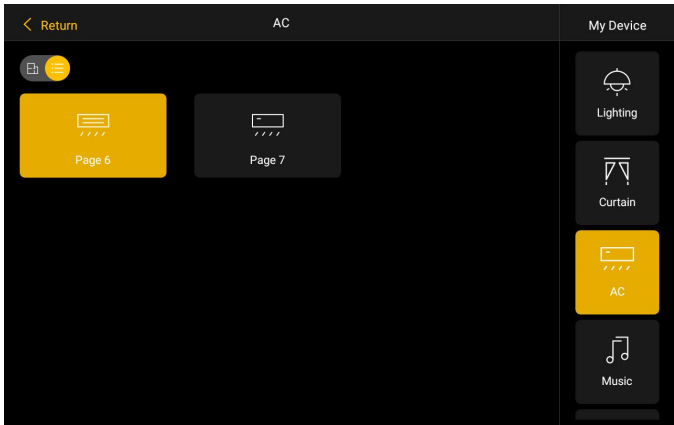 Return
AC
My Device
Page 6
Page 7
Lighting
Curtain
AC
Music